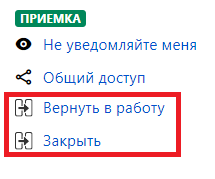 ПРИЕМКА
Не уведомляйте меня
Общий доступ
Вернуть в работу
Закрыть